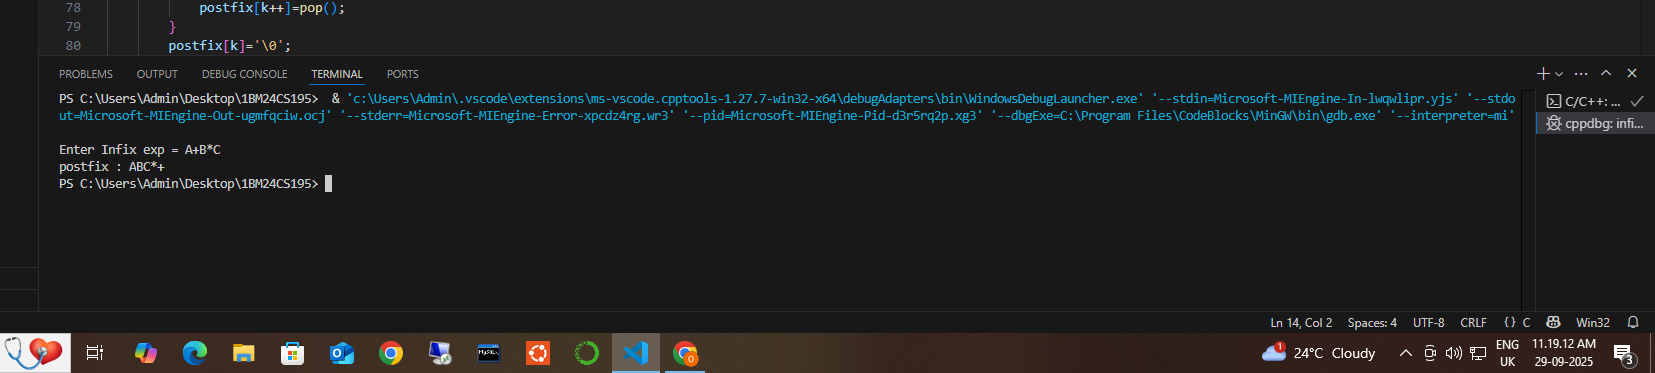 78 postfix[k++]=pop();
79 }
80 postfix[k]='\0';
PROBLEMS OUTPUT DEBUG CONSOLE TERMINAL PORTS
PS C:\Users\Admin\Desktop\1BM24CS195> & 'c:\Users\Admin\.vscode\extensions\ms-vscode.cpptools-1.27.7-win32-x64\debugAdapters\bin\WindowsDebugLauncher.exe' '--stdin=Microsoft-MIEngine-In-lwqwlipr.yjs' '--stdo
ut=Microsoft-MIEngine-Out-ugmfqciw.ocj' '--stderr=Microsoft-MIEngine-Error-xpcdz4rg.wr3' '--pid=Microsoft-MIEngine-Pid-d3r5rq2p.xg3' '--dbgExe=C:\Program Files\CodeBlocks\MinGW\bin\gdb.exe' '--interpreter=mi'
Enter Infix exp = A+B*C
postfix : ABC*+
PS C:\Users\Admin\Desktop\1BM24CS195>
C/C++: ...
cppdbg: infi...
Ln 14, Col 2 Spaces: 4 UTF-8 CRLF {} C Win32
MySQL
O
1
24°C Cloudy
ENG
UK
11.19.12 AM
29-09-2025
3